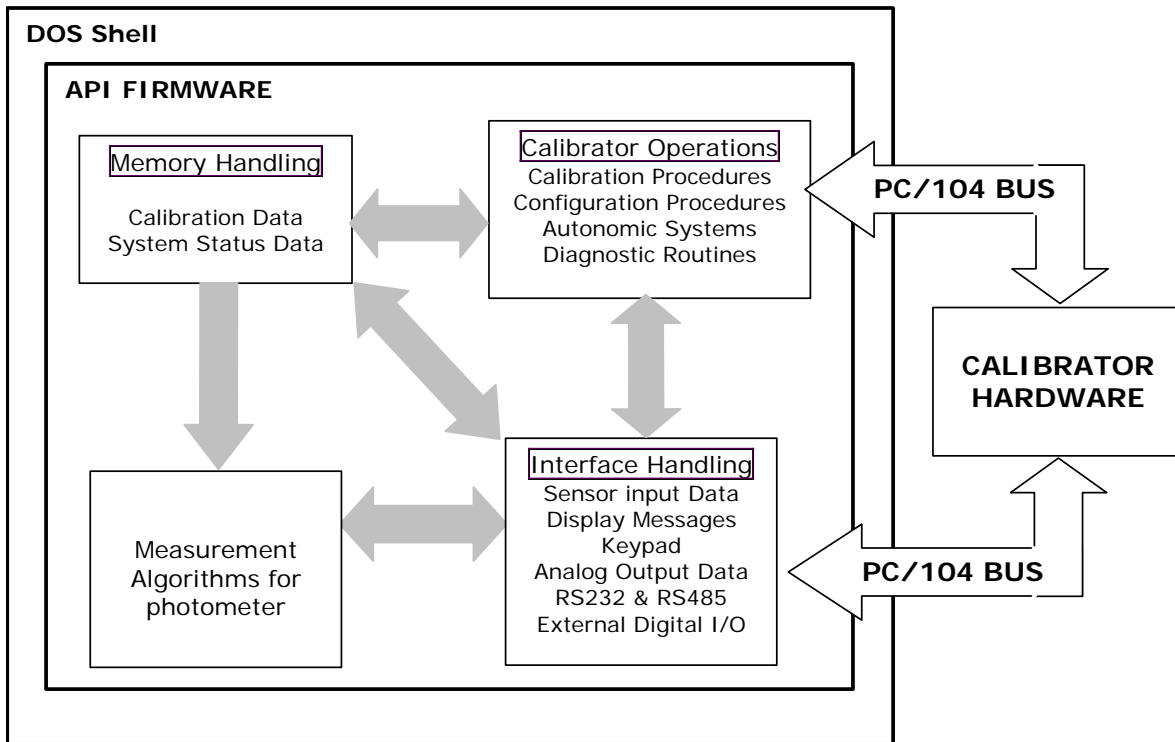 DOS Shell
API FIRMWARE
Memory Handling
Calibration Data
System Status Data
Calibrator Operations
Calibration Procedures
Configuration Procedures
Autonomic Systems
Diagnostic Routines
PC/104 BUS
CALIBRATOR
HARDWARE
Measurement
Algorithms for
photometer
Interface Handling
Sensor input Data
Display Messages
Keypad
Analog Output Data
RS232 & RS485
External Digital I/O
PC/104 BUS